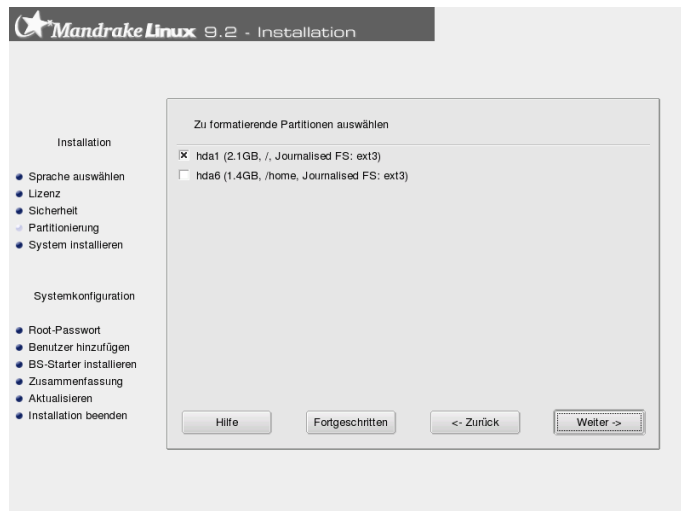 MandrakeLinux 9.2 - Installation
Installation
Sprache auswählen
Lizenz
Sicherheit
Partitionierung
System installieren
Systemkonfiguration
Root-Passwort
Benutzer hinzufügen
BS-Starter installieren
Zusammenfassung
Aktualisieren
Installation beenden
Zu formatierende Partitionen auswählen
hda1 (2.1GB, /, Journalised FS: ext3)
hda6 (1.4GB, /home, Journalised FS: ext3)
Hilfe
Fortgeschritten
<- Zurück
Weiter ->